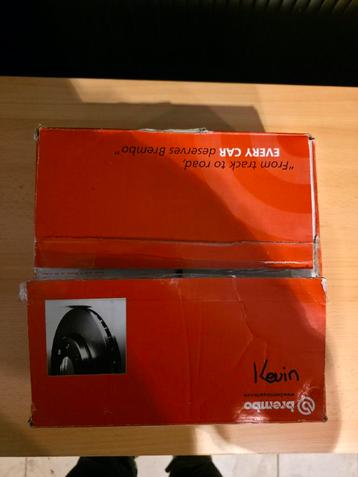 "From track to road,
EVERY CAR deserves Brembo"
Kevin
brembo